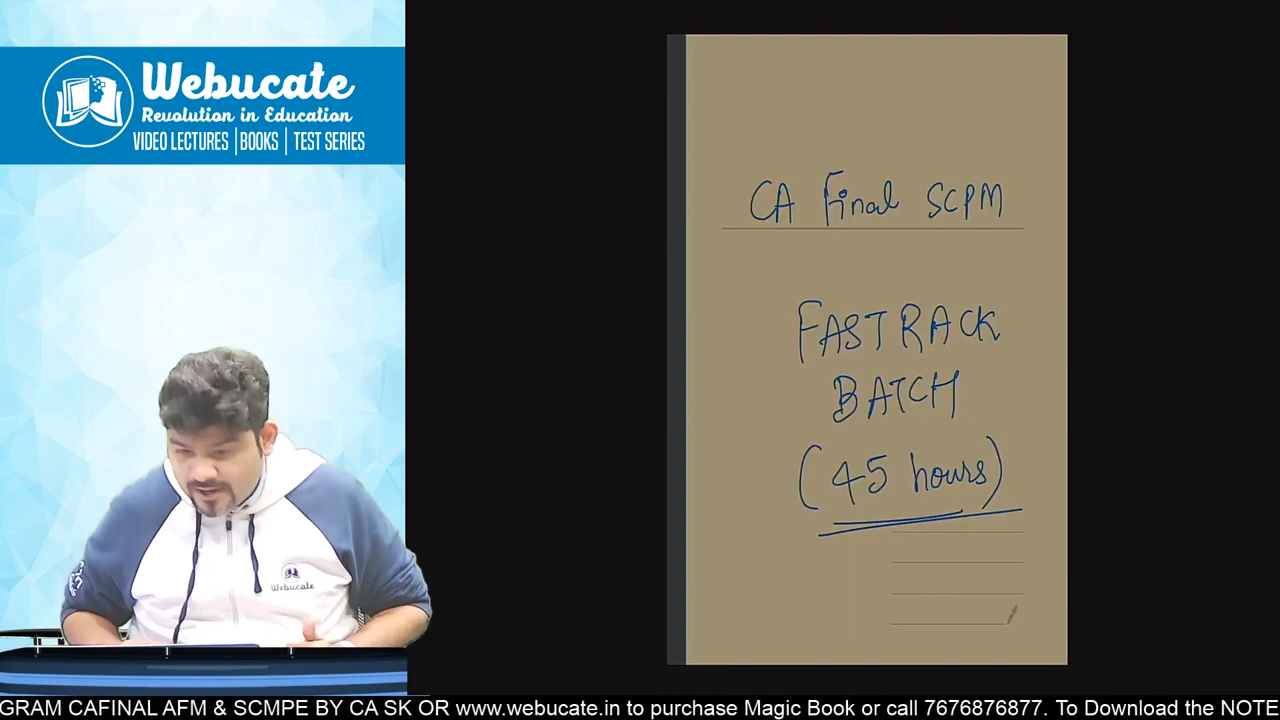 Webucate
Revolution in Education
VIDEO LECTURES | BOOKS | TEST SERIES
CA Final SCPM
FASTRACK
BATCH
(45 hours)
Webucate
GRAM CAFINAL AFM & SCMPE BY CA SK OR www.webucate.in to purchase Magic Book or call 7676876877. To Download the NOTE